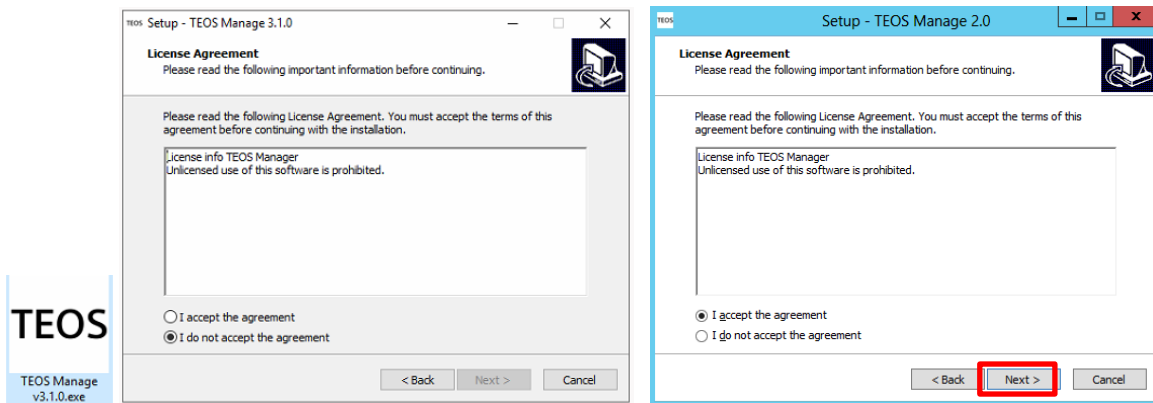 TEOS
TEOS Manage
v3.1.0.exe
TEOS Setup - TEOS Manage 3.1.0
License Agreement
Please read the following important information before continuing.
Please read the following License Agreement. You must accept the terms of this
agreement before continuing with the installation.
License info TEOS Manager
Unlicensed use of this software is prohibited.
I accept the agreement
I do not accept the agreement
< Back Next > Cancel
TEOS Setup - TEOS Manage 2.0
License Agreement
Please read the following important information before continuing.
Please read the following License Agreement. You must accept the terms of this
agreement before continuing with the installation.
License info TEOS Manager
Unlicensed use of this software is prohibited.
I accept the agreement
I do not accept the agreement
< Back Next > Cancel